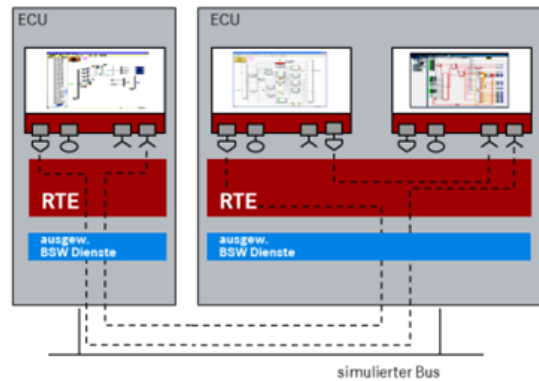 ECU
ECU
RTE
RTE
ausgew.
BSW Dienste
ausgew.
BSW Dienste
simulierter Bus